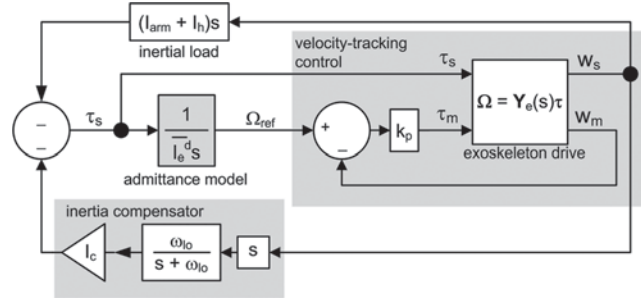 (I_arm + I_h)s
inertial load
velocity-tracking
control
τ_s
w_s
τ_s
1
I_e^d s
Ω_ref
+
−
k_p
τ_m
Ω = Y_e(s)τ
w_m
exoskeleton drive
−
−
admittance model
inertia compensator
I_c
ω_lo
s + ω_lo
s